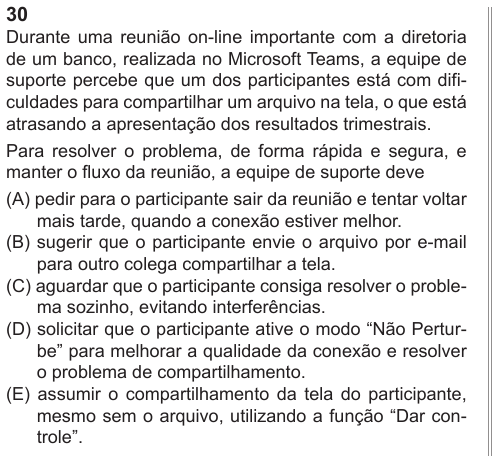 30
Durante uma reunião on-line importante com a diretoria
de um banco, realizada no Microsoft Teams, a equipe de
suporte percebe que um dos participantes está com difi-
culdades para compartilhar um arquivo na tela, o que está
atrasando a apresentação dos resultados trimestrais.
Para resolver o problema, de forma rápida e segura, e
manter o fluxo da reunião, a equipe de suporte deve
(A) pedir para o participante sair da reunião e tentar voltar
mais tarde, quando a conexão estiver melhor.
(B) sugerir que o participante envie o arquivo por e-mail
para outro colega compartilhar a tela.
(C) aguardar que o participante consiga resolver o proble-
ma sozinho, evitando interferências.
(D) solicitar que o participante ative o modo “Não Pertur-
be” para melhorar a qualidade da conexão e resolver
o problema de compartilhamento.
(E) assumir o compartilhamento da tela do participante,
mesmo sem o arquivo, utilizando a função “Dar con-
trole”.